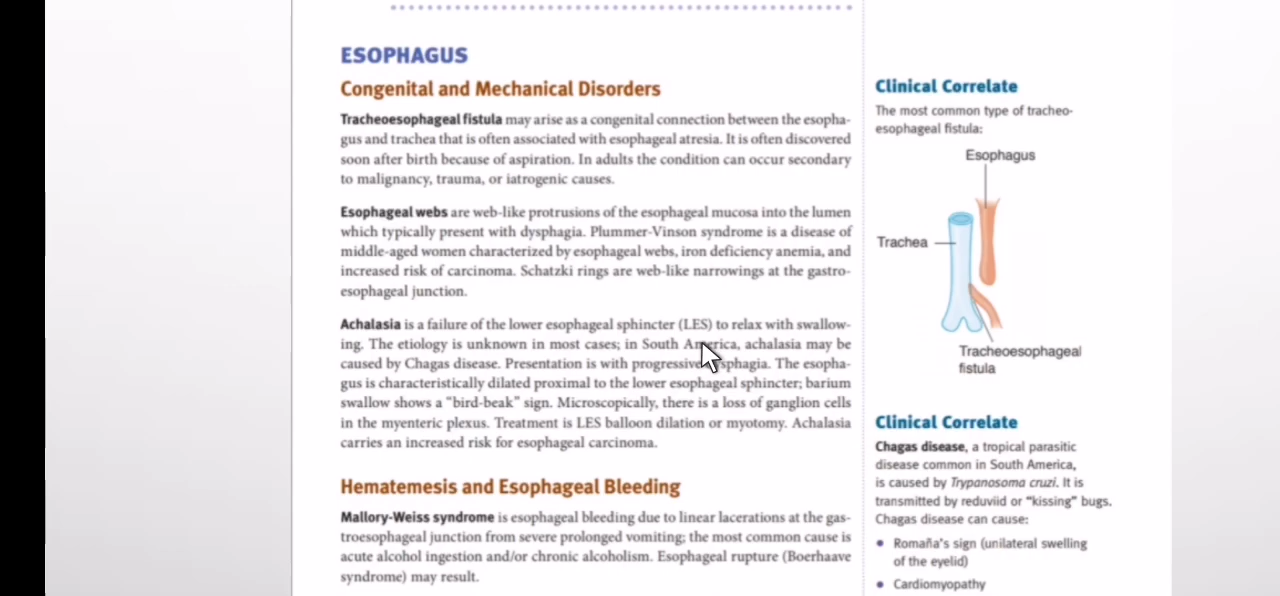 ESOPHAGUS
Congenital and Mechanical Disorders
Tracheoesophageal fistula may arise as a congenital connection between the esopha-
gus and trachea that is often associated with esophageal atresia. It is often discovered
soon after birth because of aspiration. In adults the condition can occur secondary
to malignancy, trauma, or iatrogenic causes.
Esophageal webs are web-like protrusions of the esophageal mucosa into the lumen
which typically present with dysphagia. Plummer-Vinson syndrome is a disease of
middle-aged women characterized by esophageal webs, iron deficiency anemia, and
increased risk of carcinoma. Schatzki rings are web-like narrowings at the gastro-
esophageal junction.
Achalasia is a failure of the lower esophageal sphincter (LES) to relax with swallow-
ing. The etiology is unknown in most cases; in South America, achalasia may be
caused by Chagas disease. Presentation is with progressive dysphagia. The esopha-
gus is characteristically dilated proximal to the lower esophageal sphincter; barium
swallow shows a “bird-beak” sign. Microscopically, there is a loss of ganglion cells
in the myenteric plexus. Treatment is LES balloon dilation or myotomy. Achalasia
carries an increased risk for esophageal carcinoma.
Hematemesis and Esophageal Bleeding
Mallory-Weiss syndrome is esophageal bleeding due to linear lacerations at the gas-
troesophageal junction from severe prolonged vomiting; the most common cause is
acute alcohol ingestion and/or chronic alcoholism. Esophageal rupture (Boerhaave
syndrome) may result.
Clinical Correlate
The most common type of tracheo-
esophageal fistula:
Esophagus
Trachea
Tracheoesophageal
fistula
Clinical Correlate
Chagas disease, a tropical parasitic
disease common in South America,
is caused by Trypanosoma cruzi. It is
transmitted by reduviid or “kissing” bugs.
Chagas disease can cause:
• Romaña's sign (unilateral swelling
of the eyelid)
• Cardiomyopathy